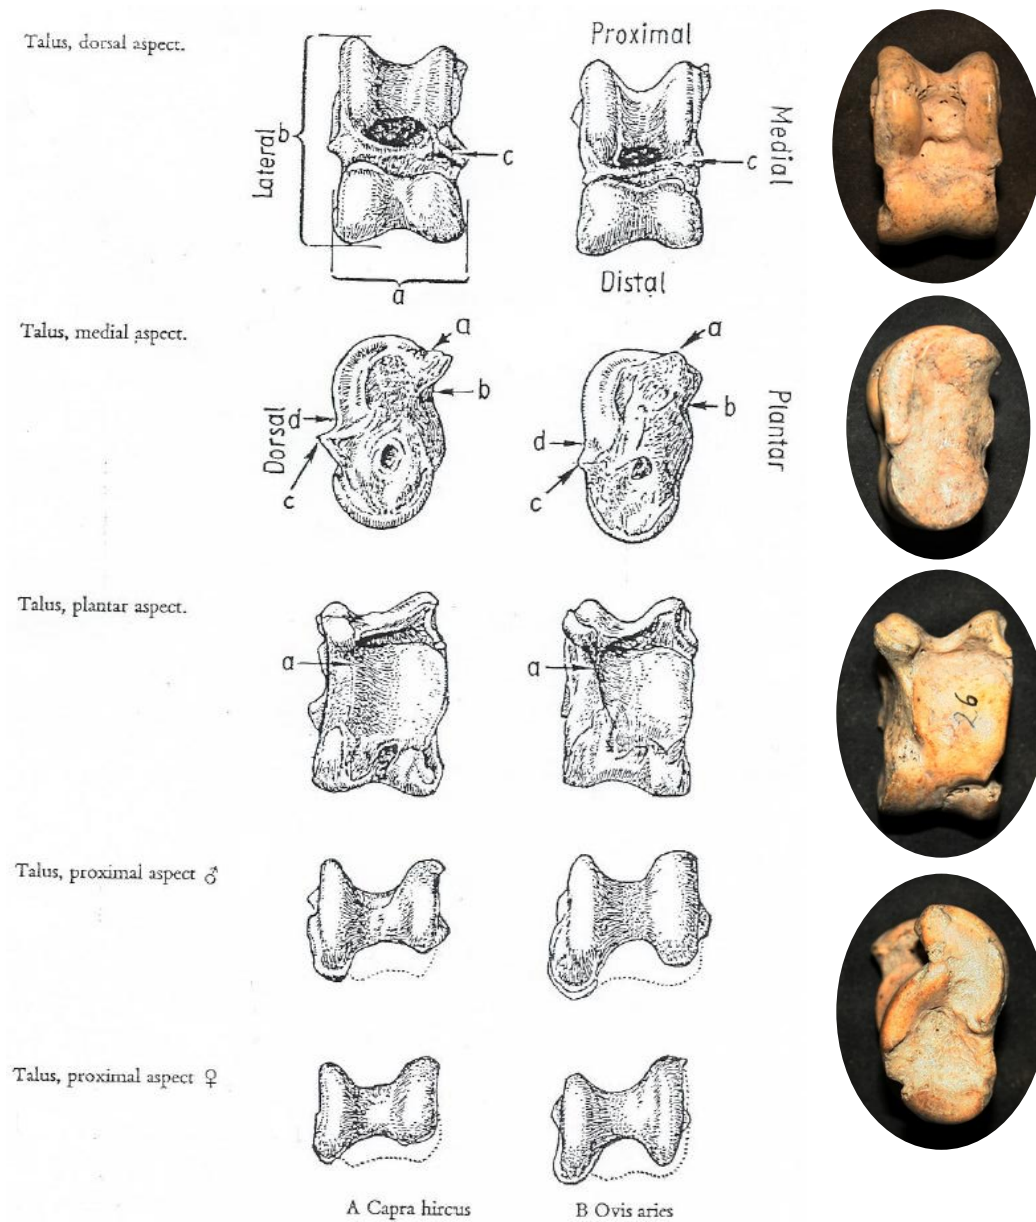 Talus, dorsal aspect.
Lateral
b
a
c
Proximal
Distal
c
Medial
Talus, medial aspect.
Dorsal
a
b
d
c
a
b
d
c
Plantar
Talus, plantar aspect.
a
a
26
Talus, proximal aspect ♂
Talus, proximal aspect ♀
A Capra hircus
B Ovis aries